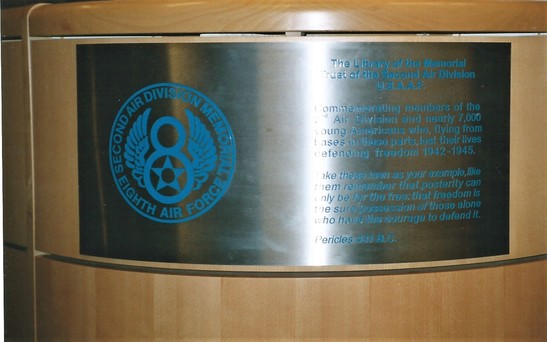 The Library of the Memorial
Trust of the Second Air Division
U.S.A.A.F.
Commemorating members of the
2nd Air Division and nearly 7,000
young Americans who, flying from
bases in these parts, lost their lives
defending freedom 1942-1945.
Take these men as your example, like
them remember that posterity can
only be for the free, that freedom is
the sure possession of those alone
who have the courage to defend it.
Pericles B.C.
SECOND AIR DIVISION MEMORIAL
8
EIGHTH AIR FORCE